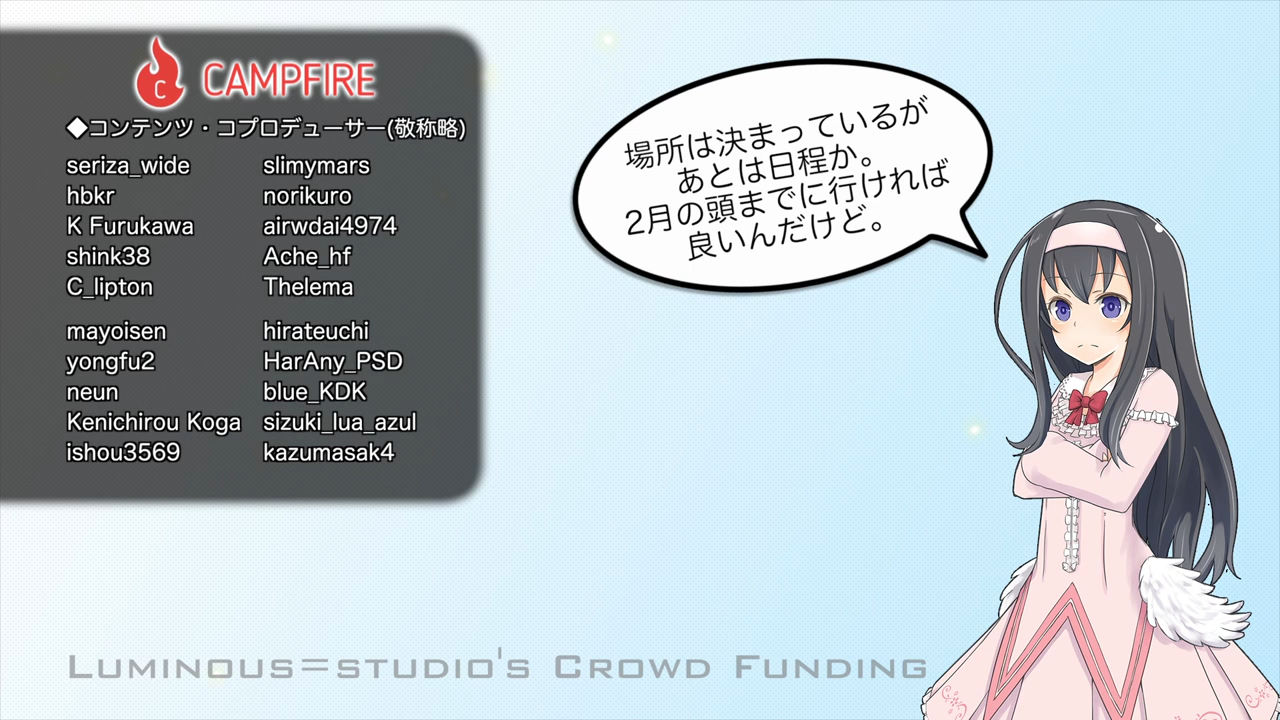 CAMPFIRE
◆コンテンツ・コプロデューサー(敬称略)
seriza_wide slimymars
hbkr norikuro
K Furukawa airwdai4974
shink38 Ache_hf
C_lipton Thelema
mayoisen hirateuchi
yongfu2 HarAny_PSD
neun blue_KDK
Kenichirou Koga sizuki_lua_azul
ishou3569 kazumasak4
場所は決まっているが
あとは日程か。
2月の頭までに行ければ
良いんだけど。
Luminous=studio's Crowd Funding